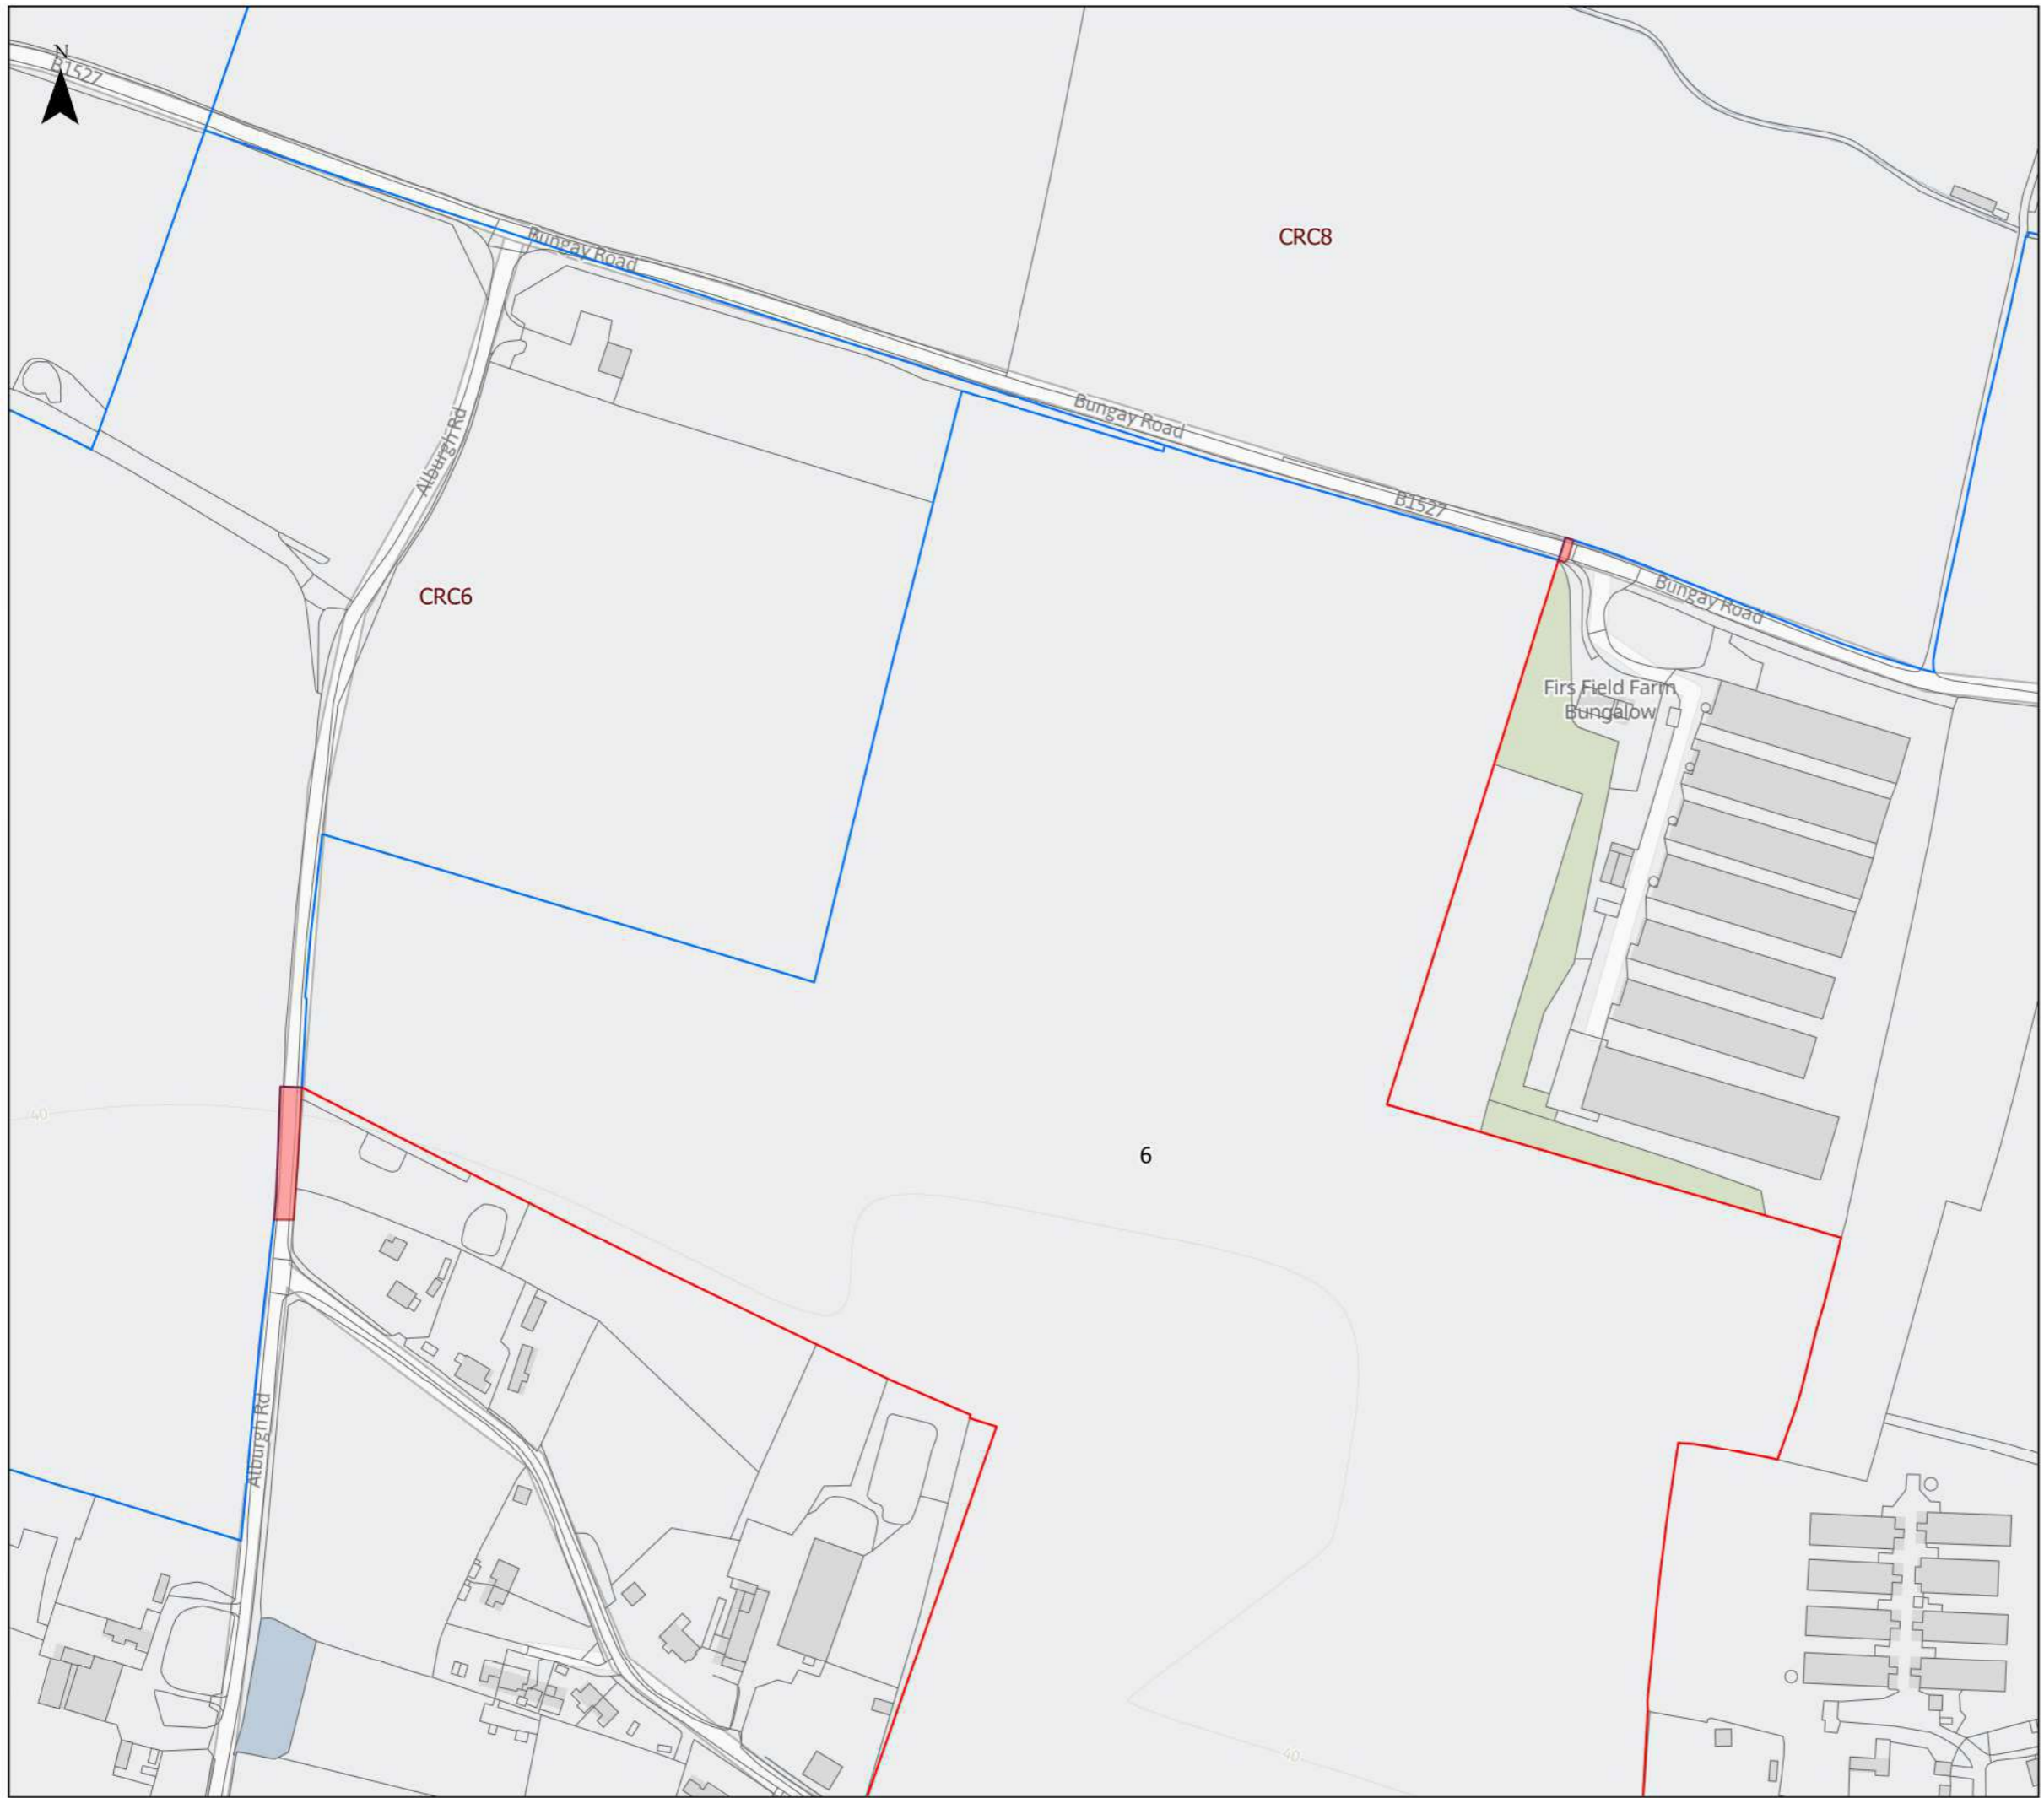 N
B1527
Bungay Road
CRC8
Alburgh Rd
Bungay Road
B1527
CRC6
Bungay Road
Firs Field Farm
Bungalow
40
6
Alburgh Rd
40